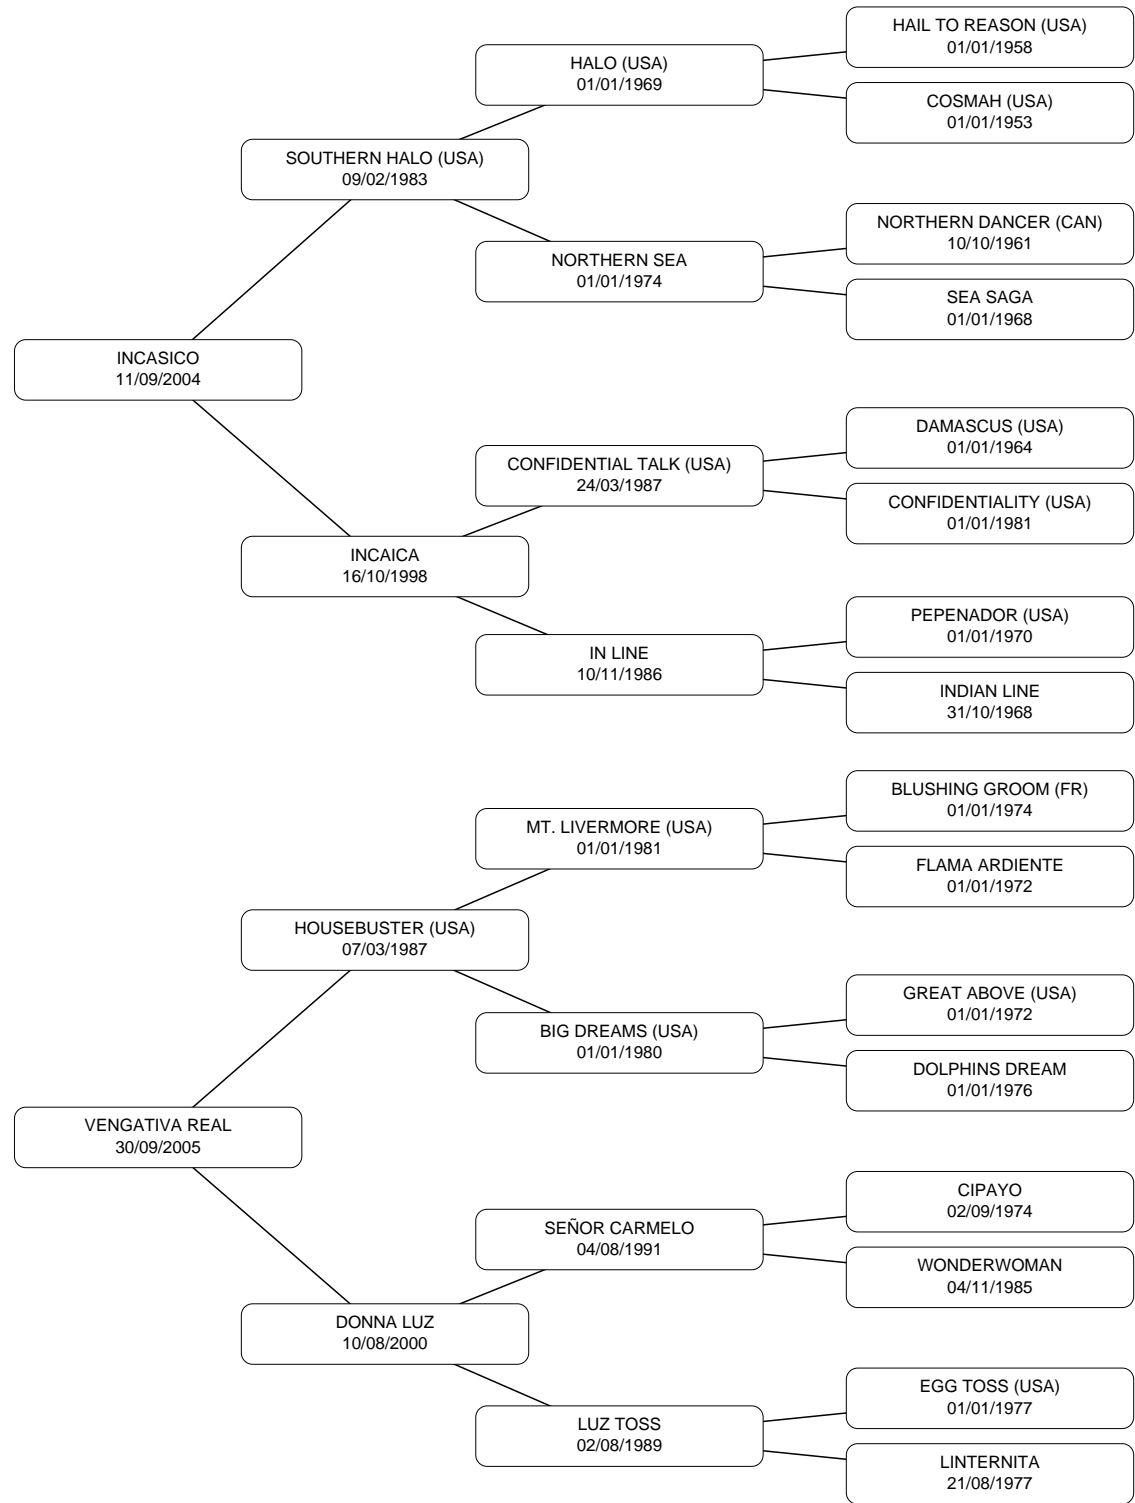 HAIL TO REASON (USA)
01/01/1958
HALO (USA)
01/01/1969
COSMAH (USA)
01/01/1953
SOUTHERN HALO (USA)
09/02/1983
NORTHERN DANCER (CAN)
10/10/1961
NORTHERN SEA
01/01/1974
SEA SAGA
01/01/1968
INCASICO
11/09/2004
DAMASCUS (USA)
01/01/1964
CONFIDENTIAL TALK (USA)
24/03/1987
CONFIDENTIALITY (USA)
01/01/1981
INCAICA
16/10/1998
PEPENADOR (USA)
01/01/1970
IN LINE
10/11/1986
INDIAN LINE
31/10/1968
BLUSHING GROOM (FR)
01/01/1974
MT. LIVERMORE (USA)
01/01/1981
FLAMA ARDIENTE
01/01/1972
HOUSEBUSTER (USA)
07/03/1987
GREAT ABOVE (USA)
01/01/1972
BIG DREAMS (USA)
01/01/1980
DOLPHINS DREAM
01/01/1976
VENGATIVA REAL
30/09/2005
CIPAYO
02/09/1974
SEÑOR CARMELO
04/08/1991
WONDERWOMAN
04/11/1985
DONNA LUZ
10/08/2000
EGG TOSS (USA)
01/01/1977
LUZ TOSS
02/08/1989
LINTERNITA
21/08/1977